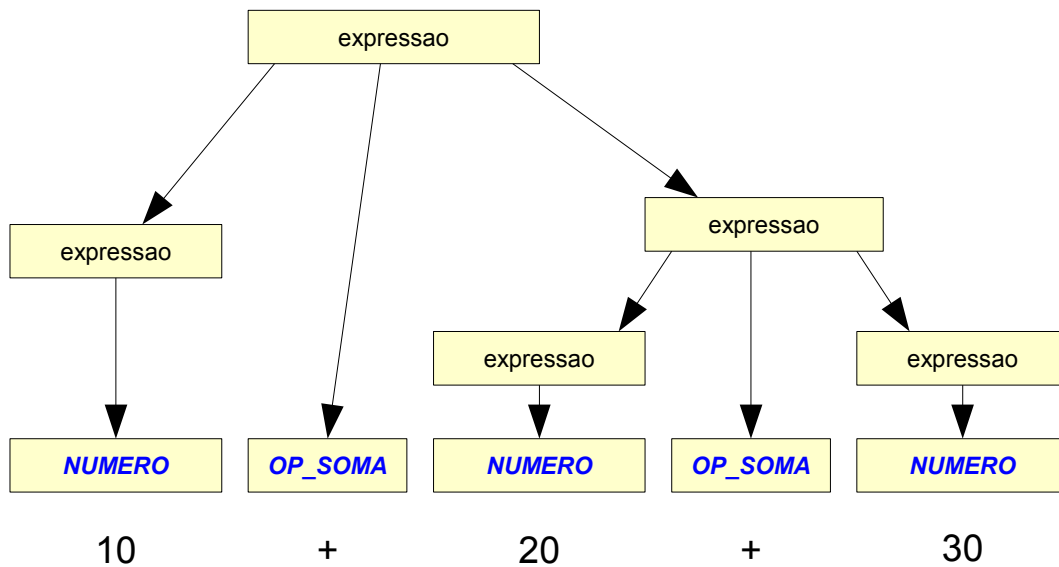 expressao
expressao
expressao
expressao
expressao
NUMERO
OP_SOMA
NUMERO
OP_SOMA
NUMERO
10 + 20 + 30